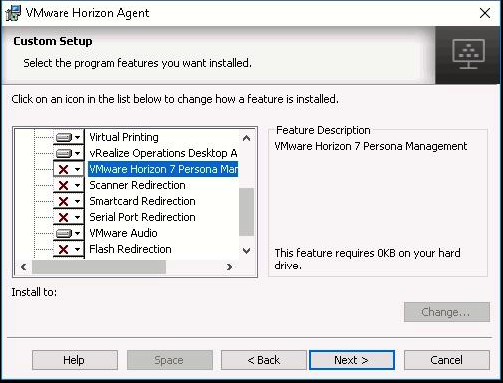 VMware Horizon Agent
Custom Setup
Select the program features you want installed.
Click on an icon in the list below to change how a feature is installed.
Virtual Printing
vRealize Operations Desktop A
VMware Horizon 7 Persona Mar
Scanner Redirection
Smartcard Redirection
Serial Port Redirection
VMware Audio
Flash Redirection
Feature Description
VMware Horizon 7 Persona Management
This feature requires 0KB on your hard
drive.
Install to:
Change...
Help
Space
< Back
Next >
Cancel